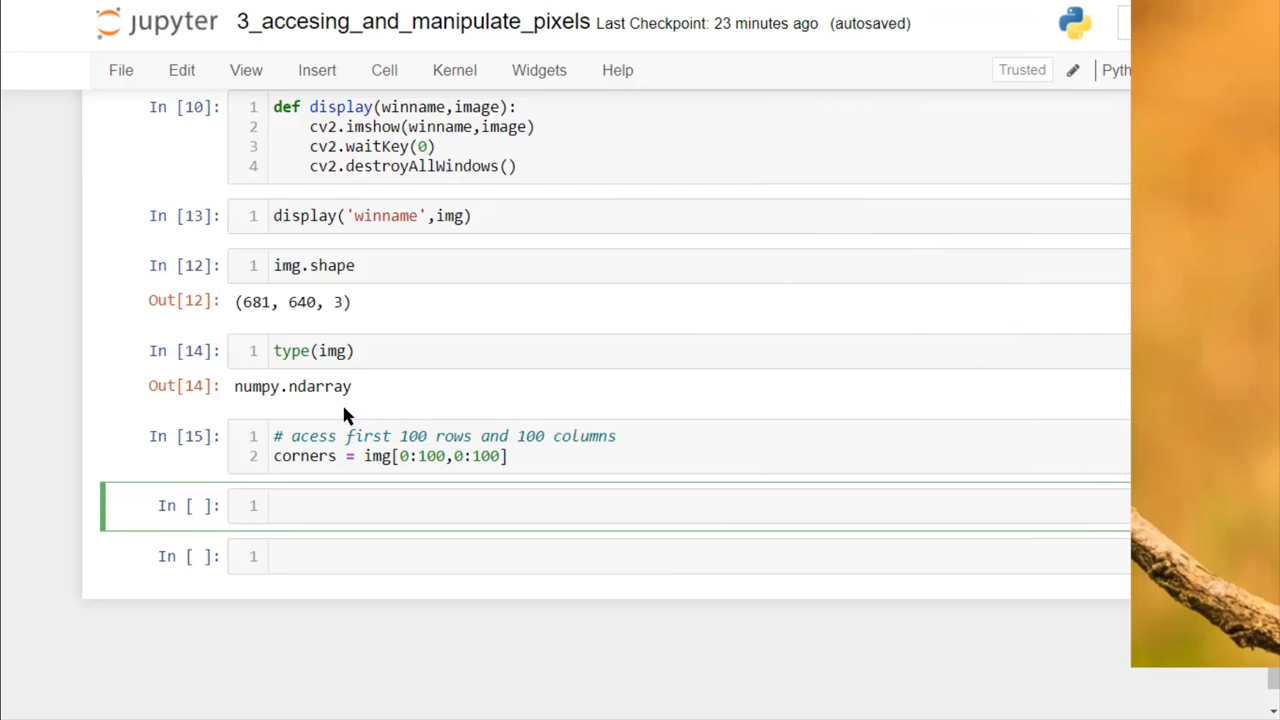 jupyter 3_accesing_and_manipulate_pixels Last Checkpoint: 23 minutes ago (autosaved)
File Edit View Insert Cell Kernel Widgets Help Trusted Pyth
In [10]: 1 def display(winname,image):
2 cv2.imshow(winname,image)
3 cv2.waitKey(0)
4 cv2.destroyAllWindows()
In [13]: 1 display('winname',img)
In [12]: 1 img.shape
Out[12]: (681, 640, 3)
In [14]: 1 type(img)
Out[14]: numpy.ndarray
In [15]: 1 # acess first 100 rows and 100 columns
2 corners = img[0:100,0:100]
In [ ]: 1
In [ ]: 1